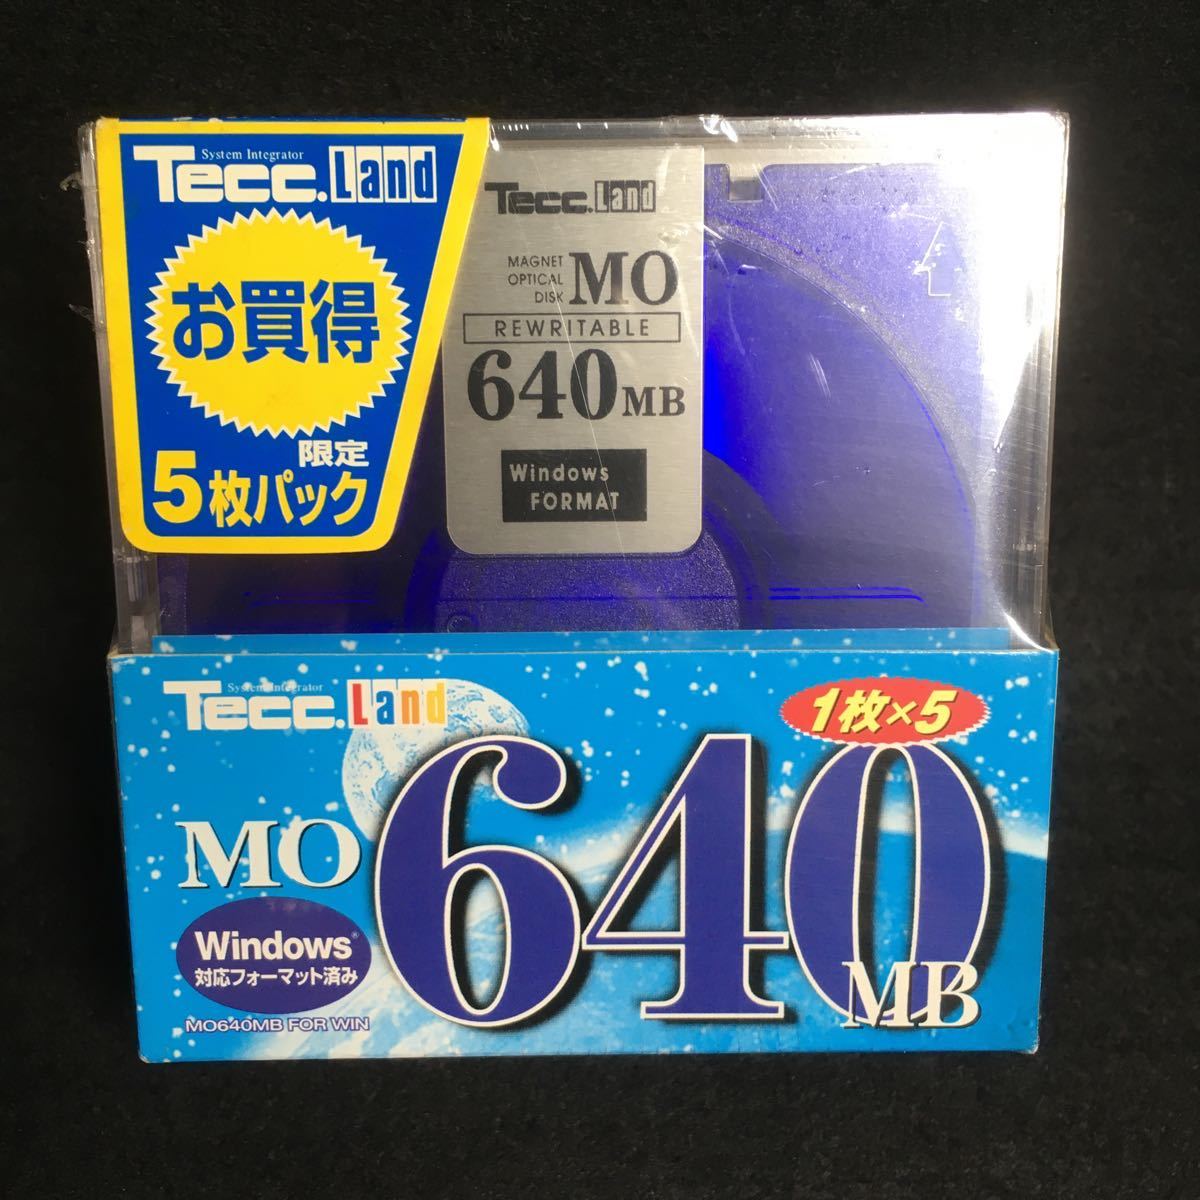 System Integrator
Tecc.Land
お買得
限定
5枚パック
Tecc.Land
MAGNET
OPTICAL
DISK
MO
REWRITABLE
640MB
Windows
FORMAT
System Integrator
Tecc.Land
1枚×5
MO
640
MB
Windows®
対応フォーマット済み
MO640MB FOR WIN